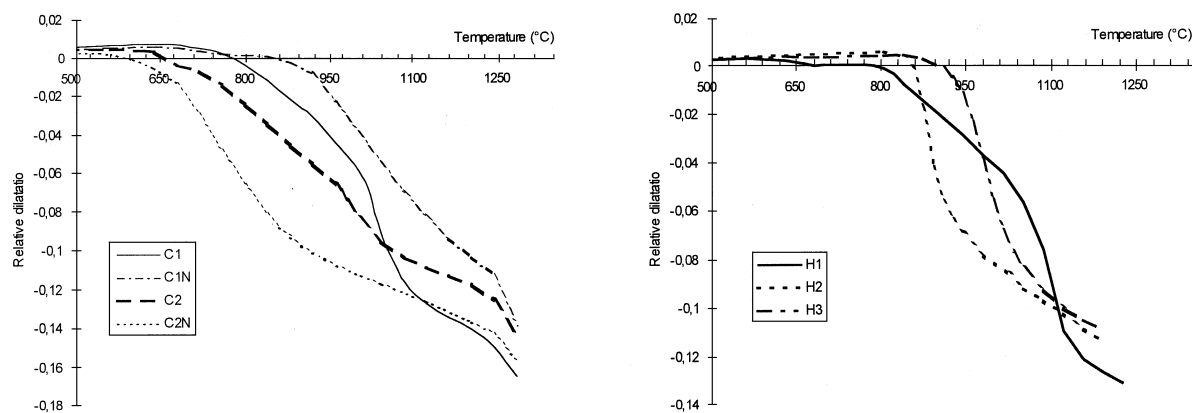 0,02
Temperature (°C)
0
500
650
800
950
1100
1250
-0,02
-0,04
-0,06
-0,08
-0,1
-0,12
-0,14
-0,16
-0,18
Relative dilatatio
C1
C1N
C2
C2N
0,02
Temperature (°C)
0
500
650
800
950
1100
1250
-0,02
-0,04
-0,06
-0,08
-0,1
-0,12
-0,14
Relative dilatatio
H1
H2
H3